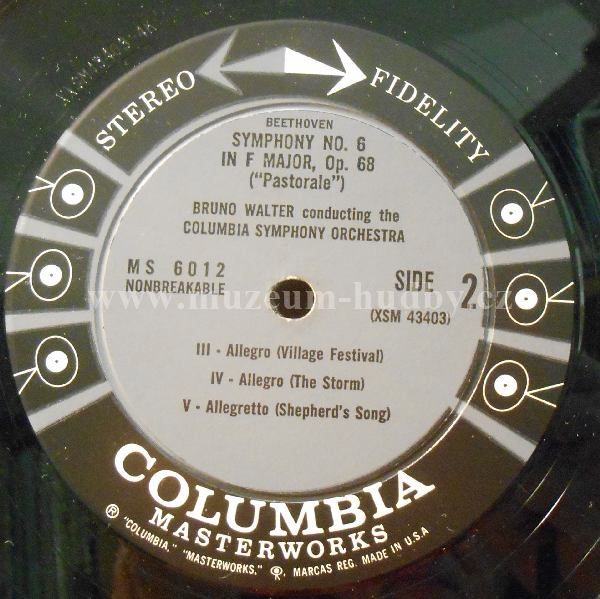 STEREO FIDELITY
BEETHOVEN
SYMPHONY NO. 6
IN F MAJOR, Op. 68
("Pastorale")
BRUNO WALTER conducting the
COLUMBIA SYMPHONY ORCHESTRA
MS 6012
NONBREAKABLE
SIDE 2
(XSM 43403)
www.muzeum-hudby.cz
III - Allegro (Village Festival)
IV - Allegro (The Storm)
V - Allegretto (Shepherd's Song)
COLUMBIA
MASTERWORKS
® "COLUMBIA," "MASTERWORKS," MARCAS REG. MADE IN U.S.A